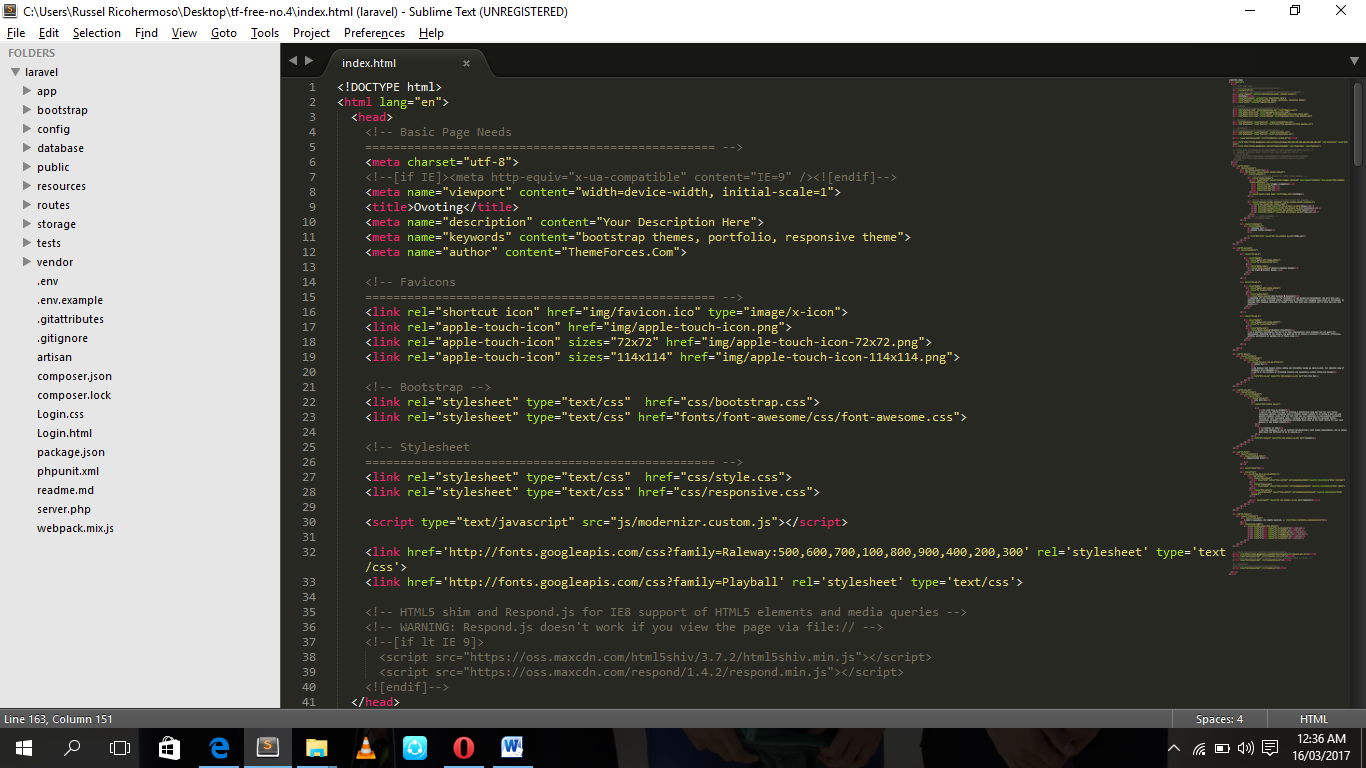 C:\Users\Russel Ricohermoso\Desktop\tf-free-no.4\index.html (laravel) - Sublime Text (UNREGISTERED)
File Edit Selection Find View Goto Tools Project Preferences Help
FOLDERS
laravel
app
bootstrap
config
database
public
resources
routes
storage
tests
vendor
.env
.env.example
.gitattributes
.gitignore
artisan
composer.json
composer.lock
Login.css
Login.html
package.json
phpunit.xml
readme.md
server.php
webpack.mix.js
index.html
1 <!DOCTYPE html>
2 <html lang="en">
3 <head>
4 <!-- Basic Page Needs
5 ================================================== -->
6 <meta charset="utf-8">
7 <!--[if IE]><meta http-equiv="x-ua-compatible" content="IE=9" /><![endif]-->
8 <meta name="viewport" content="width=device-width, initial-scale=1">
9 <title>Ovoting</title>
10 <meta name="description" content="Your Description Here">
11 <meta name="keywords" content="bootstrap themes, portfolio, responsive theme">
12 <meta name="author" content="ThemeForces.Com">
13
14 <!-- Favicons
15 ================================================== -->
16 <link rel="shortcut icon" href="img/favicon.ico" type="image/x-icon">
17 <link rel="apple-touch-icon" href="img/apple-touch-icon.png">
18 <link rel="apple-touch-icon" sizes="72x72" href="img/apple-touch-icon-72x72.png">
19 <link rel="apple-touch-icon" sizes="114x114" href="img/apple-touch-icon-114x114.png">
20
21 <!-- Bootstrap -->
22 <link rel="stylesheet" type="text/css"  href="css/bootstrap.css">
23 <link rel="stylesheet" type="text/css" href="fonts/font-awesome/css/font-awesome.css">
24
25 <!-- Stylesheet
26 ================================================== -->
27 <link rel="stylesheet" type="text/css"  href="css/style.css">
28 <link rel="stylesheet" type="text/css" href="css/responsive.css">
29
30 <script type="text/javascript" src="js/modernizr.custom.js"></script>
31
32 <link href='http://fonts.googleapis.com/css?family=Raleway:500,600,700,100,800,900,400,200,300' rel='stylesheet' type='text
/css'>
33 <link href='http://fonts.googleapis.com/css?family=Playball' rel='stylesheet' type='text/css'>
34
35 <!-- HTML5 shim and Respond.js for IE8 support of HTML5 elements and media queries -->
36 <!-- WARNING: Respond.js doesn't work if you view the page via file:// -->
37 <!--[if lt IE 9]>
38 <script src="https://oss.maxcdn.com/html5shiv/3.7.2/html5shiv.min.js"></script>
39 <script src="https://oss.maxcdn.com/respond/1.4.2/respond.min.js"></script>
40 <![endif]-->
41 </head>
Line 163, Column 151
Spaces: 4
HTML
12:36 AM
16/03/2017